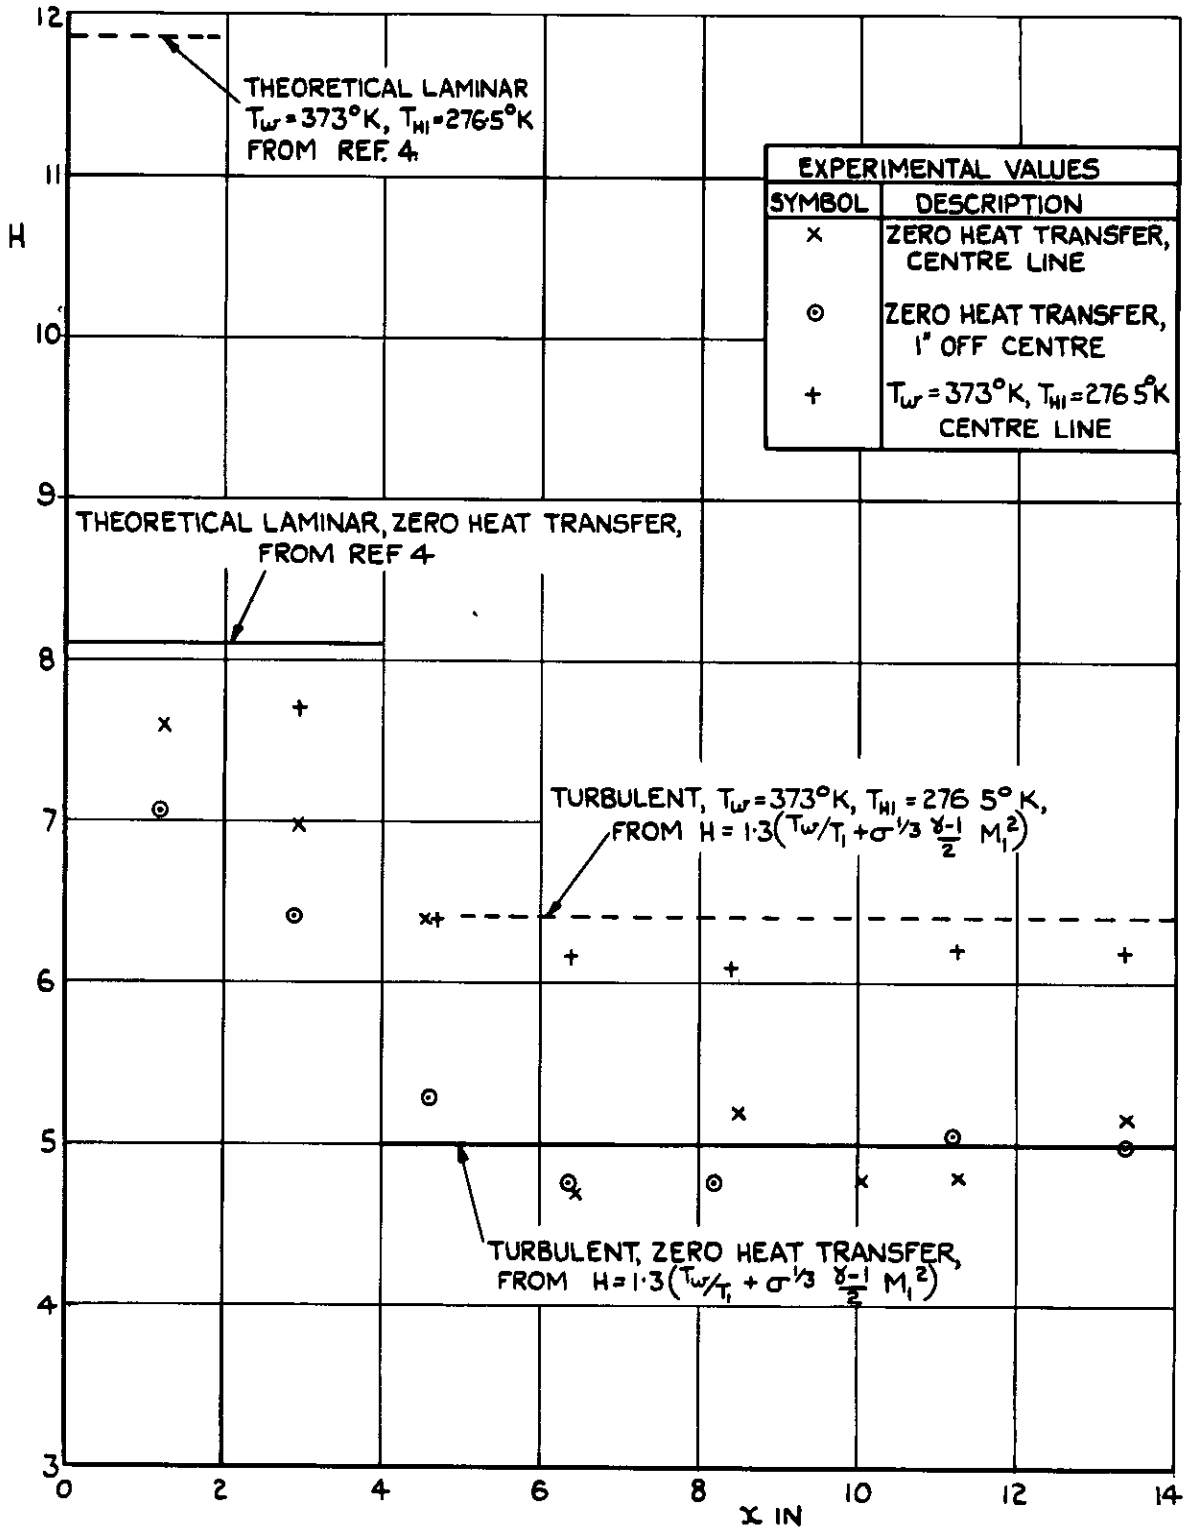 12
THEORETICAL LAMINAR
Tw = 373°K, TH1 = 276.5°K
FROM REF. 4.
11
EXPERIMENTAL VALUES
SYMBOL DESCRIPTION
× ZERO HEAT TRANSFER,
CENTRE LINE
⊙ ZERO HEAT TRANSFER,
1" OFF CENTRE
+ Tw = 373°K, TH1 = 276 5°K
CENTRE LINE
H
10
9
THEORETICAL LAMINAR, ZERO HEAT TRANSFER,
FROM REF 4
8
7
TURBULENT, Tw = 373°K, TH1 = 276 5° K,
FROM H = 1·3(Tw/T1 + σ^1/3 γ-1/2 M1²)
6
5
TURBULENT, ZERO HEAT TRANSFER,
FROM H = 1·3(Tw/T1 + σ^1/3 γ-1/2 M1²)
4
3
0 2 4 6 8 10 12 14
x IN